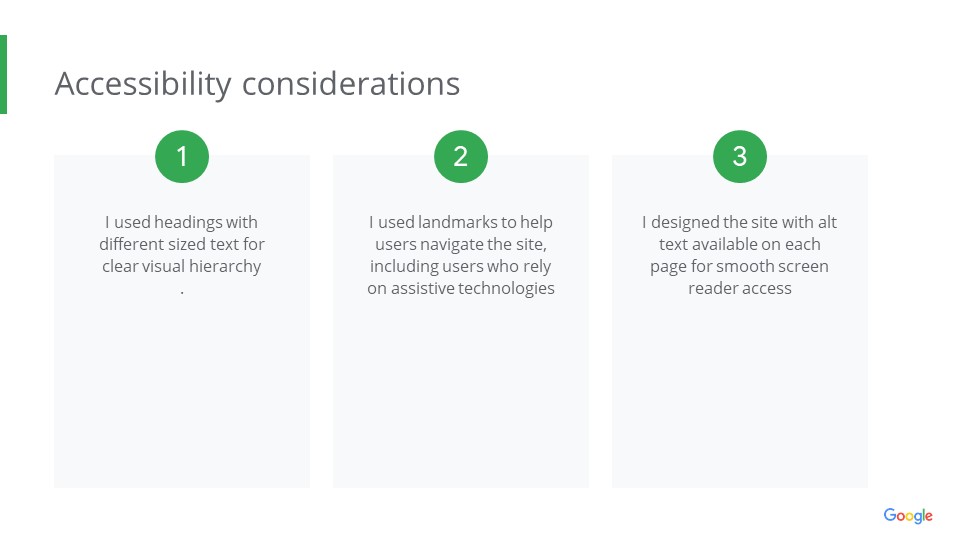 Accessibility considerations
1
I used headings with
different sized text for
clear visual hierarchy
.
2
I used landmarks to help
users navigate the site,
including users who rely
on assistive technologies
3
I designed the site with alt
text available on each
page for smooth screen
reader access
Google